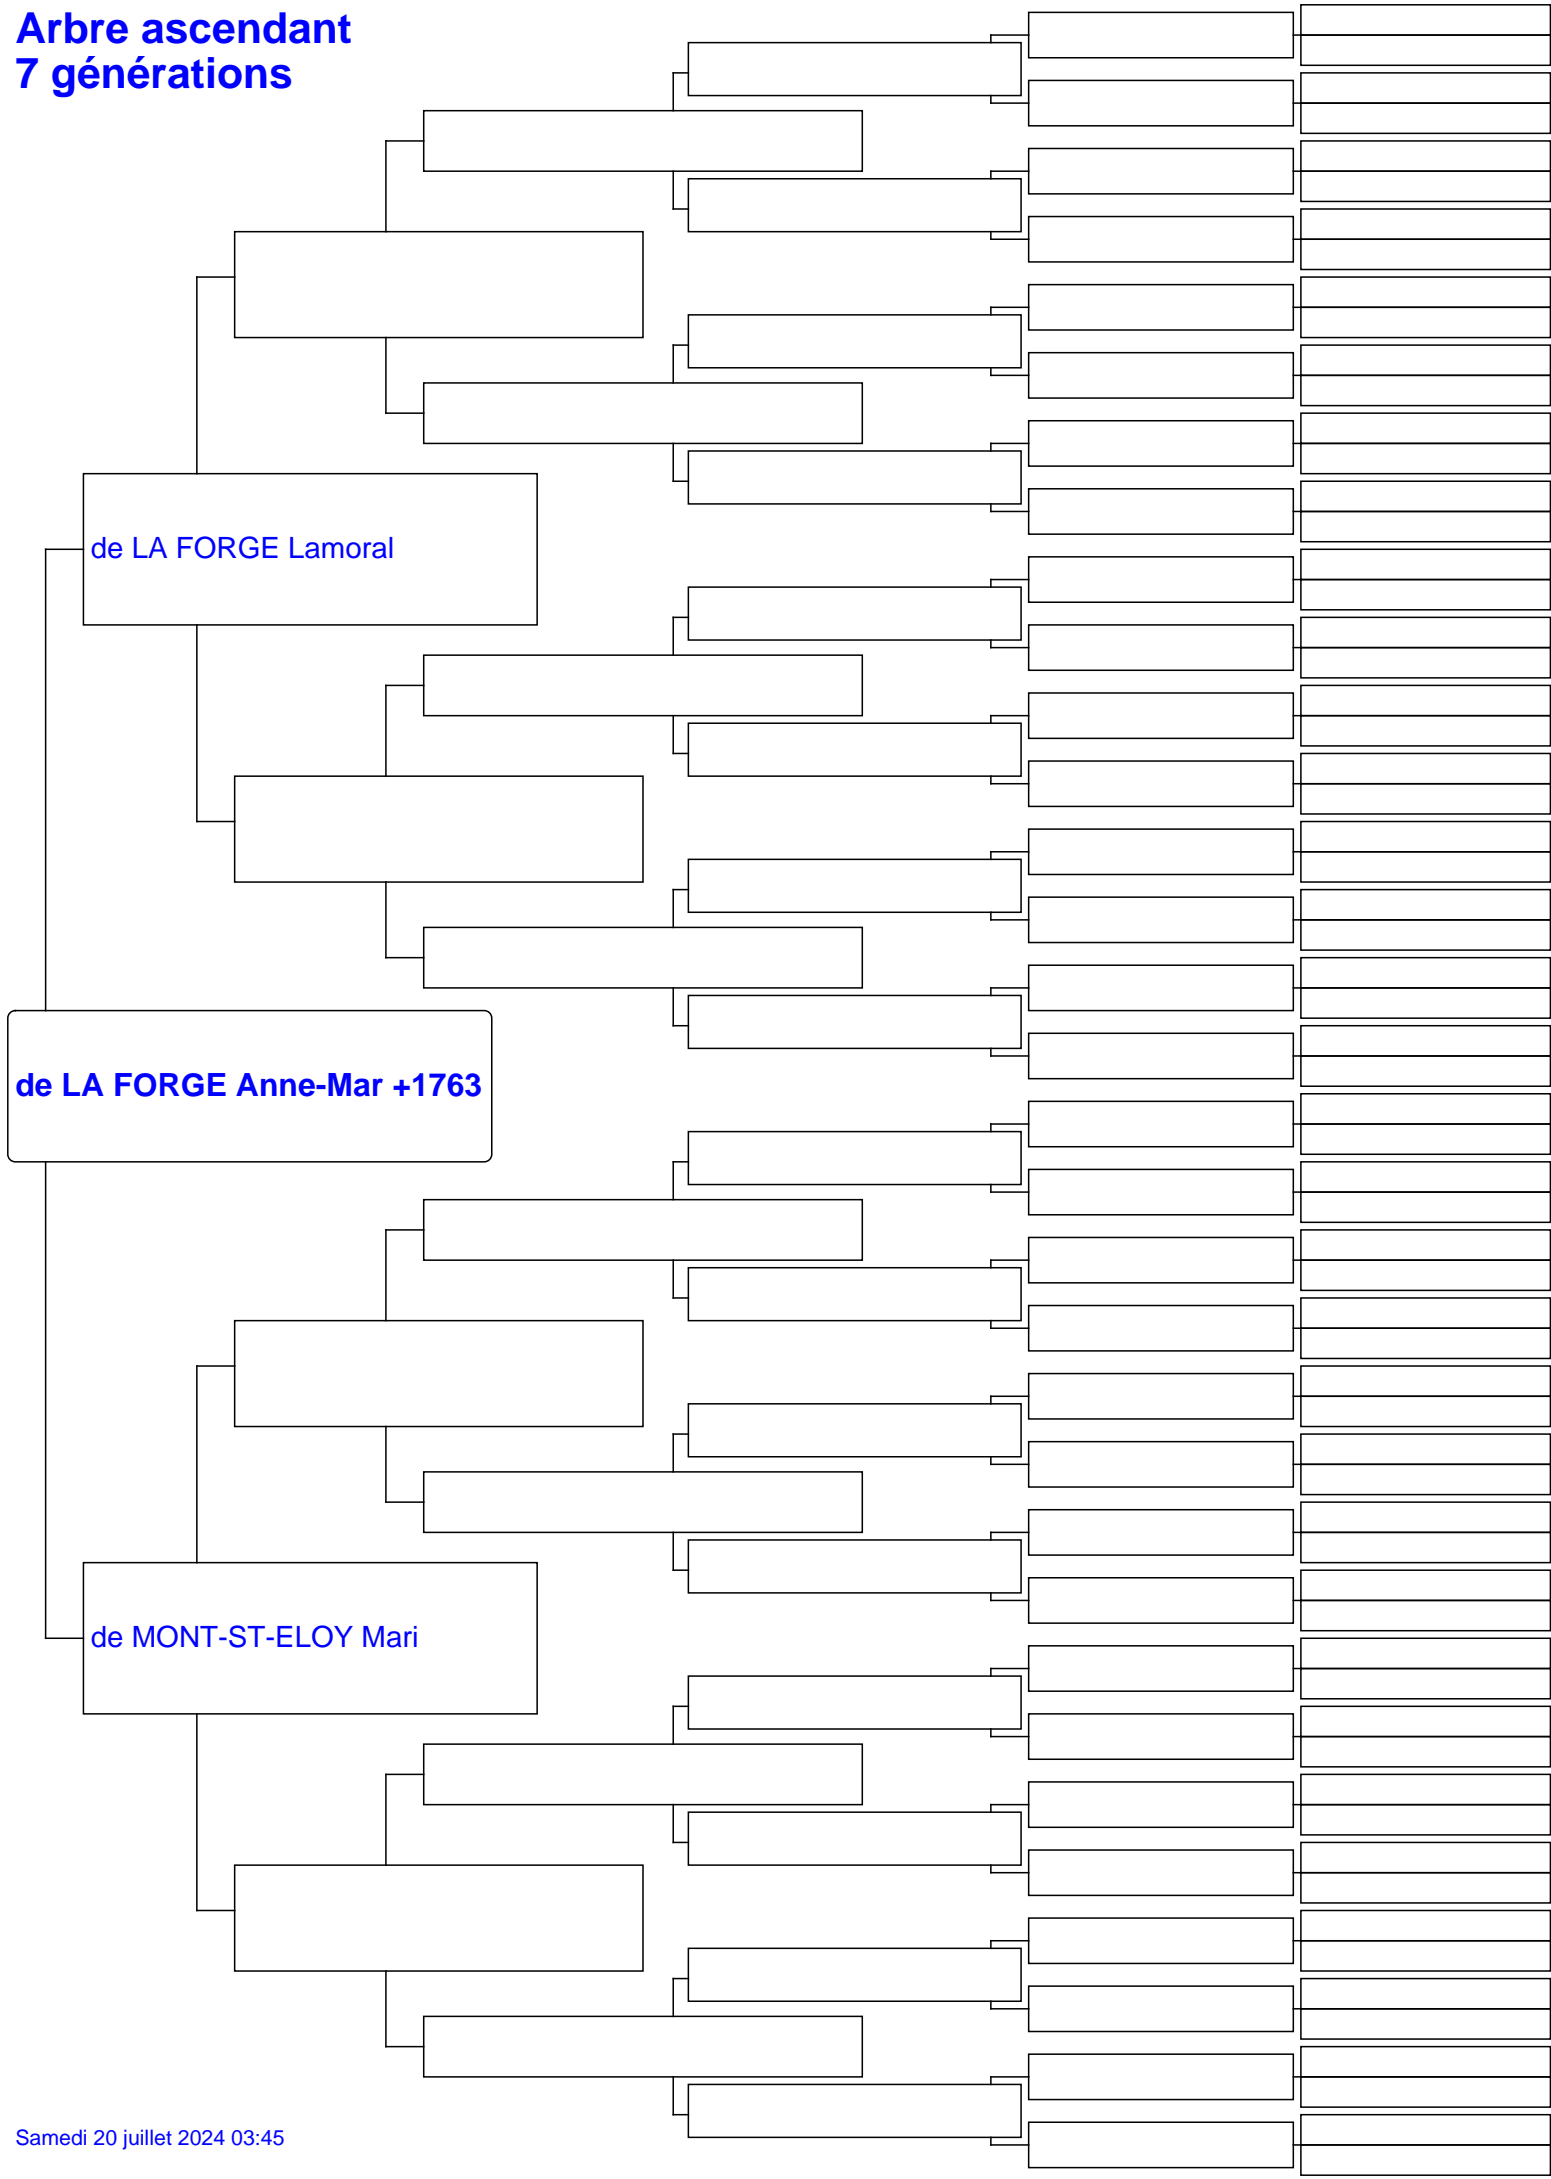 Arbre ascendant
7 générations
de LA FORGE Lamoral
de LA FORGE Anne-Mar +1763
de MONT-ST-ELOY Mari
Samedi 20 juillet 2024 03:45